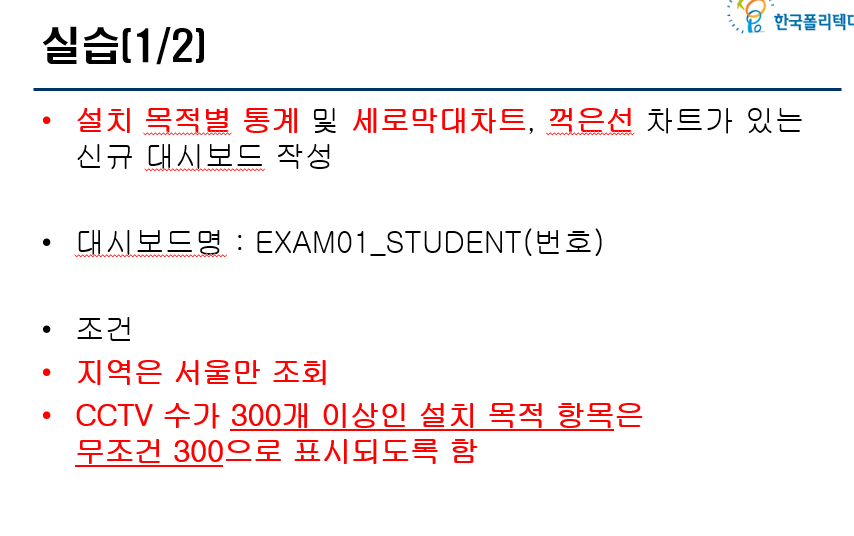 한국폴리텍대
실습(1/2)
• 설치 목적별 통계 및 세로막대차트, 꺽은선 차트가 있는
신규 대시보드 작성
• 대시보드명 : EXAM01_STUDENT(번호)
• 조건
• 지역은 서울만 조회
• CCTV 수가 300개 이상인 설치 목적 항목은
무조건 300으로 표시되도록 함